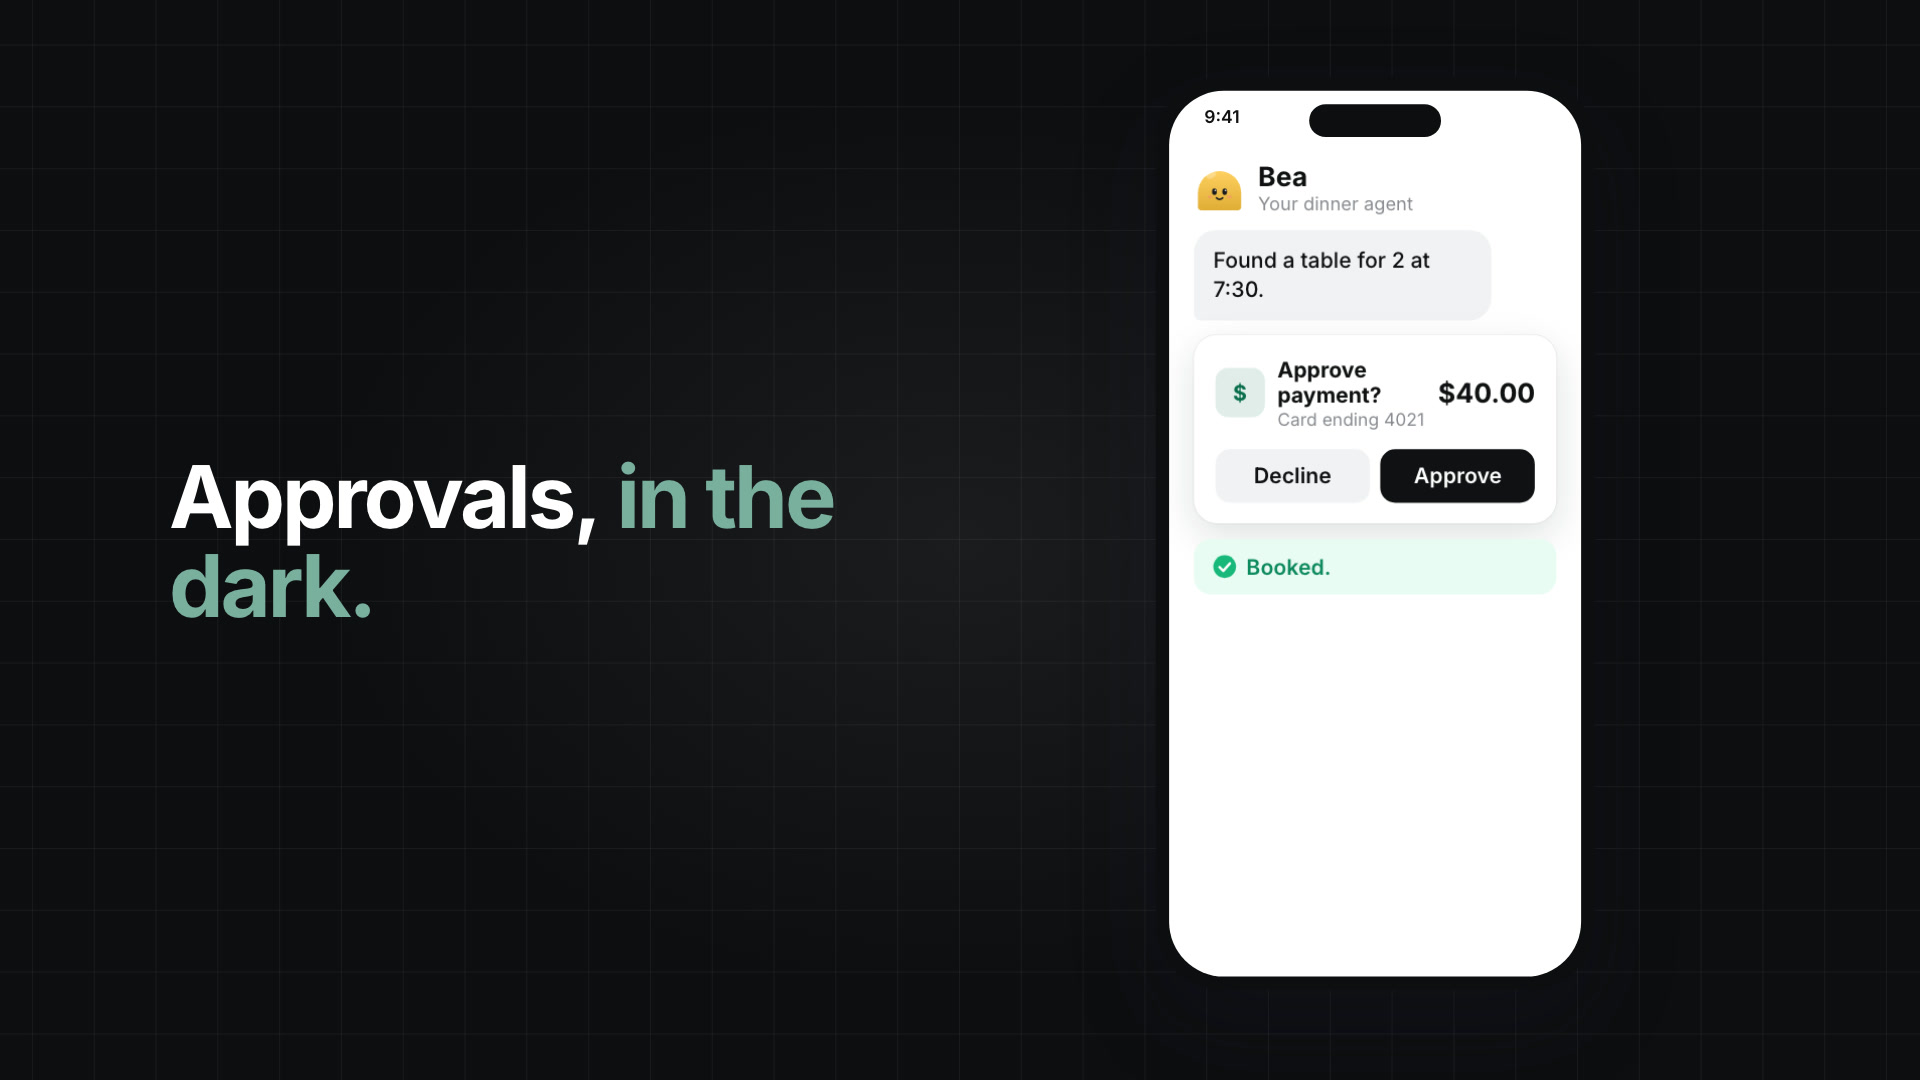 Approvals, in the
dark.
9:41
Bea
Your dinner agent
Found a table for 2 at
7:30.
$
Approve
payment?
Card ending 4021
$40.00
Decline
Approve
Booked.